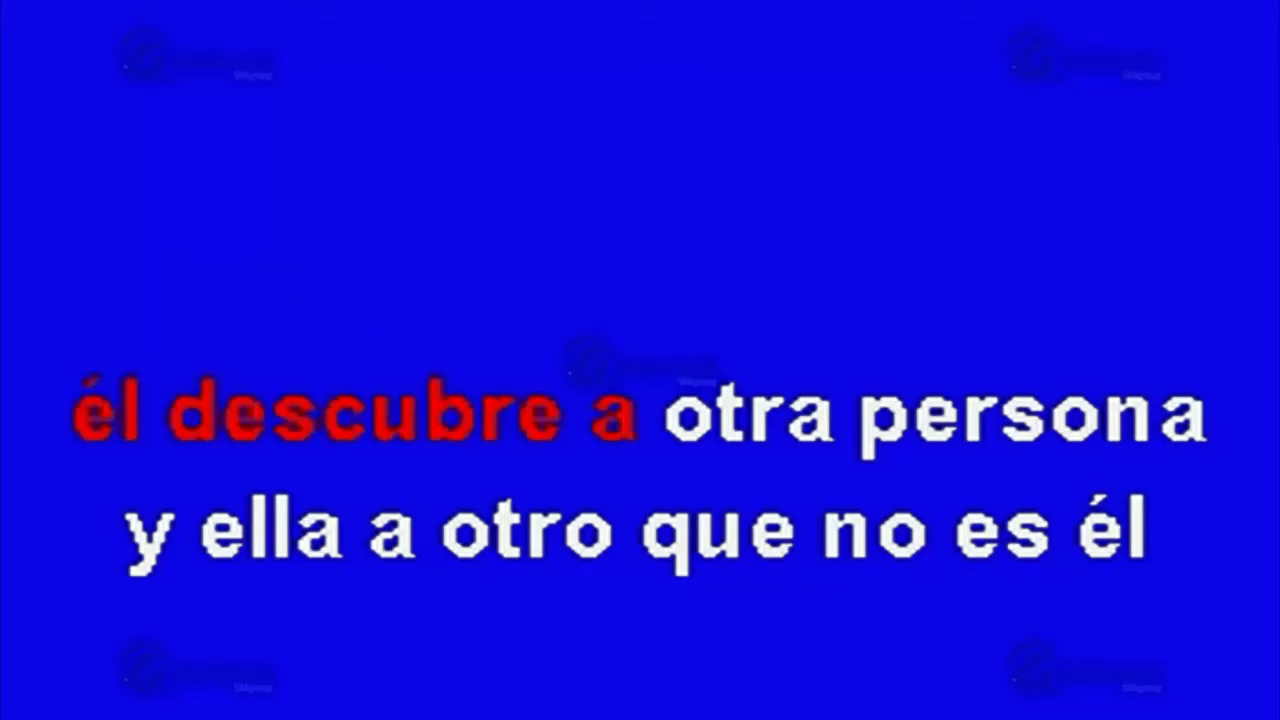 él descubre a otra persona
y ella a otro que no es él